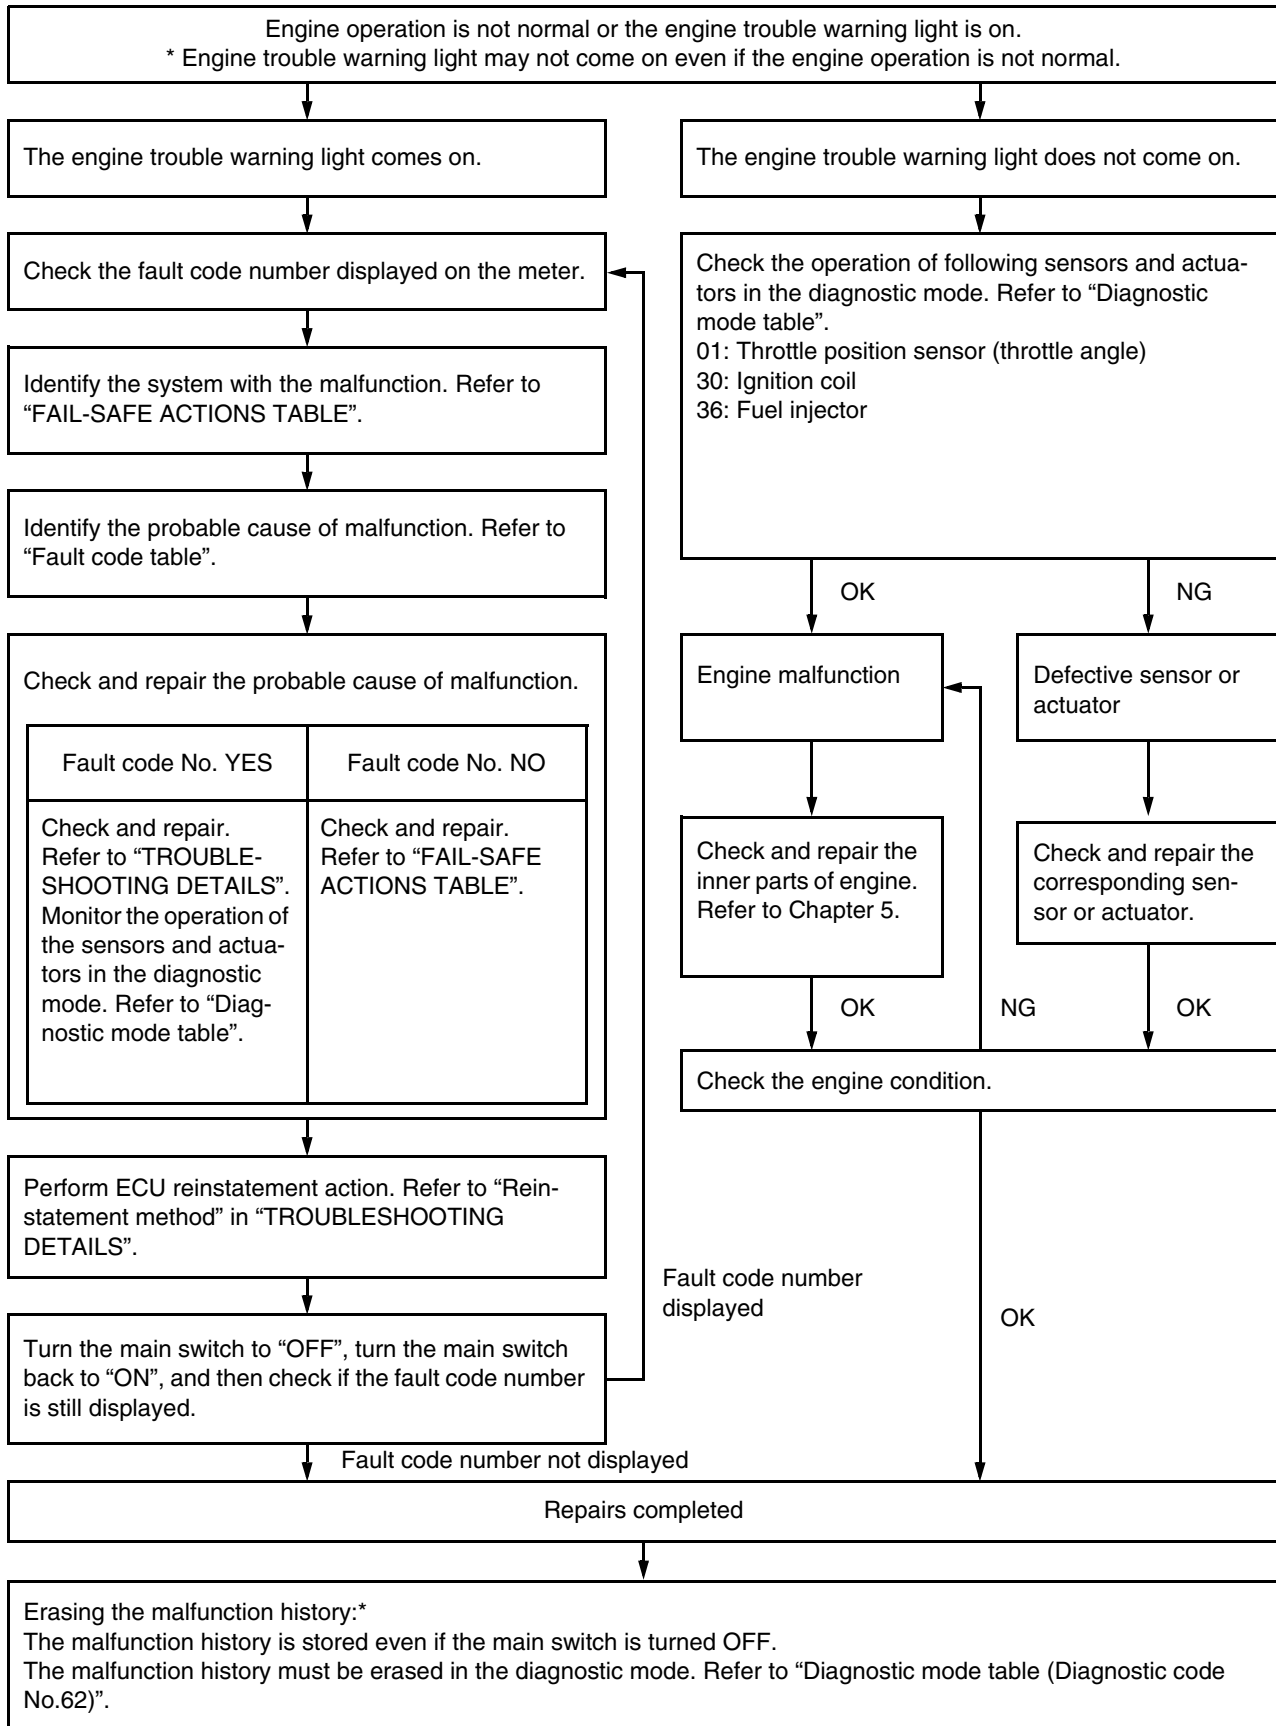 Engine operation is not normal or the engine trouble warning light is on.
* Engine trouble warning light may not come on even if the engine operation is not normal.
The engine trouble warning light comes on.
The engine trouble warning light does not come on.
Check the fault code number displayed on the meter.
Identify the system with the malfunction. Refer to
“FAIL-SAFE ACTIONS TABLE”.
Identify the probable cause of malfunction. Refer to
“Fault code table”.
Check and repair the probable cause of malfunction.
Fault code No. YES
Fault code No. NO
Check and repair.
Refer to “TROUBLE-
SHOOTING DETAILS”.
Monitor the operation of
the sensors and actua-
tors in the diagnostic
mode. Refer to “Diag-
nostic mode table”.
Check and repair.
Refer to “FAIL-SAFE
ACTIONS TABLE”.
Perform ECU reinstatement action. Refer to “Rein-
statement method” in “TROUBLESHOOTING
DETAILS”.
Turn the main switch to “OFF”, turn the main switch
back to “ON”, and then check if the fault code number
is still displayed.
Fault code number
displayed
Fault code number not displayed
Check the operation of following sensors and actua-
tors in the diagnostic mode. Refer to “Diagnostic
mode table”.
01: Throttle position sensor (throttle angle)
30: Ignition coil
36: Fuel injector
OK
NG
Engine malfunction
Defective sensor or
actuator
Check and repair the
inner parts of engine.
Refer to Chapter 5.
Check and repair the
corresponding sen-
sor or actuator.
OK
NG
OK
Check the engine condition.
OK
Repairs completed
Erasing the malfunction history:*
The malfunction history is stored even if the main switch is turned OFF.
The malfunction history must be erased in the diagnostic mode. Refer to “Diagnostic mode table (Diagnostic code
No.62)”.